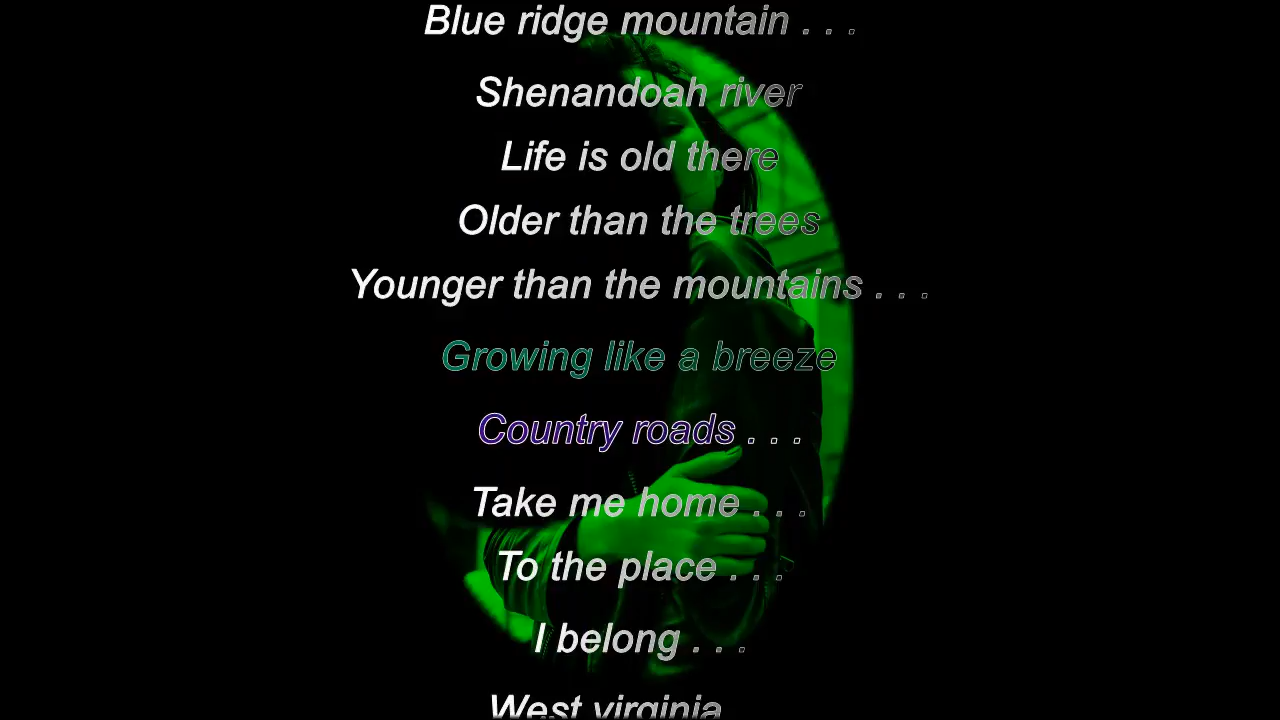 Blue ridge mountain . . .
Shenandoah river
Life is old there
Older than the trees
Younger than the mountains . . .
Growing like a breeze
Country roads . . .
Take me home . . .
To the place . . .
I belong . . .
West virginia